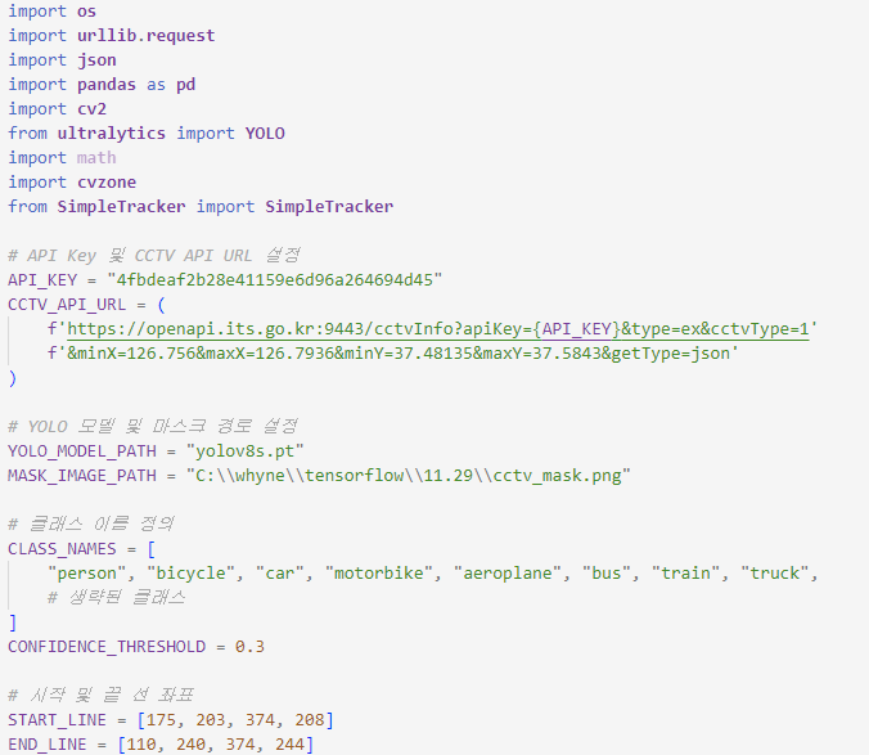 import os
import urllib.request
import json
import pandas as pd
import cv2
from ultralytics import YOLO
import math
import cvzone
from SimpleTracker import SimpleTracker
# API Key 및 CCTV API URL 설정
API_KEY = "4fbdeaf2b28e41159e6d96a264694d45"
CCTV_API_URL = (
    f'https://openapi.its.go.kr:9443/cctvInfo?apiKey={API_KEY}&type=ex&cctvType=1'
    f'&minX=126.756&maxX=126.7936&minY=37.48135&maxY=37.5843&getType=json'
)
# YOLO 모델 및 마스크 경로 설정
YOLO_MODEL_PATH = "yolov8s.pt"
MASK_IMAGE_PATH = "C:\\whyne\\tensorflow\\11.29\\cctv_mask.png"
# 클래스 이름 정의
CLASS_NAMES = [
    "person", "bicycle", "car", "motorbike", "aeroplane", "bus", "train", "truck",
    # 생략된 클래스
]
CONFIDENCE_THRESHOLD = 0.3
# 시작 및 끝 선 좌표
START_LINE = [175, 203, 374, 208]
END_LINE = [110, 240, 374, 244]